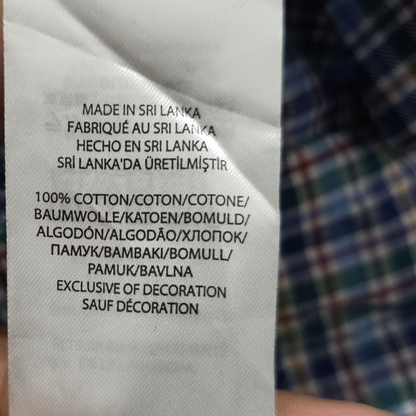 MADE IN SRI LANKA
FABRIQUÉ AU SRI LANKA
HECHO EN SRI LANKA
SRİ LANKA'DA ÜRETİLMİŞTİR
100% COTTON/COTON/COTONE/
BAUMWOLLE/KATOEN/BOMULD/
ALGODÓN/ALGODÃO/ХЛОПОК/
ПАМУК/BAMBAKI/BOMULL/
PAMUK/BAVLNA
EXCLUSIVE OF DECORATION
SAUF DÉCORATION